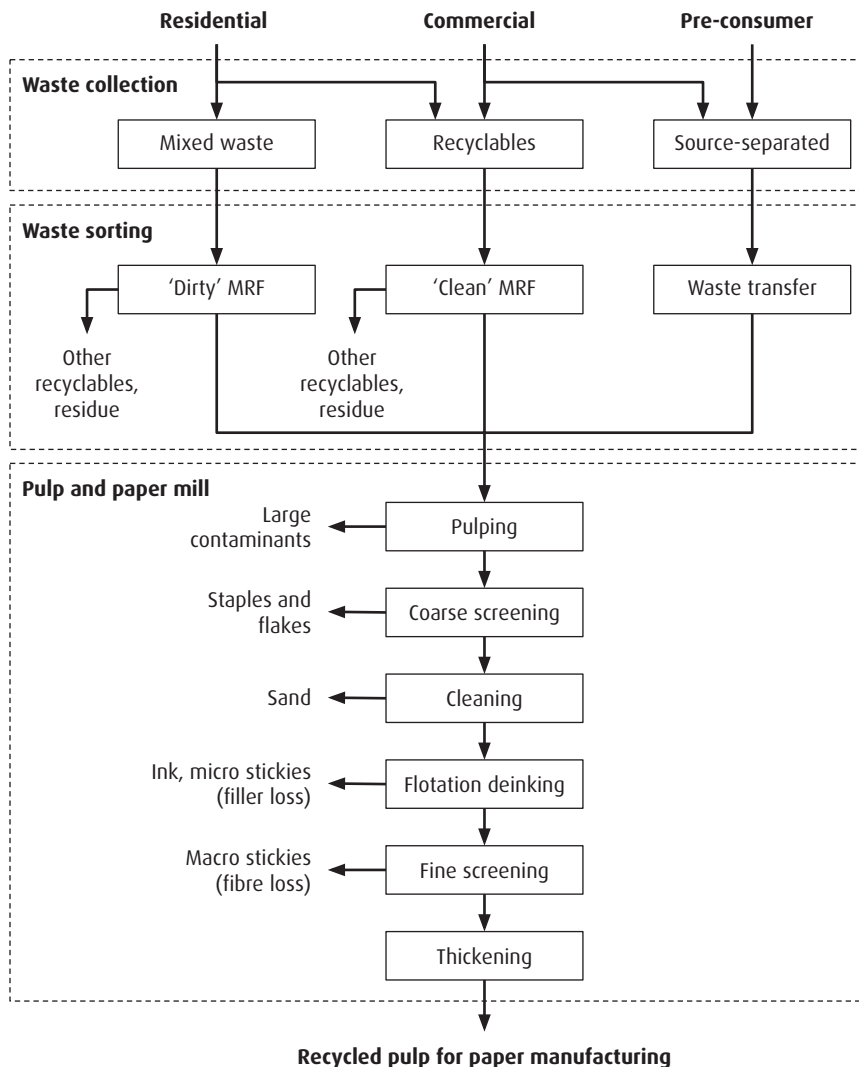 Residential
Commercial
Pre-consumer
Waste collection
Mixed waste
Recyclables
Source-separated
Waste sorting
‘Dirty’ MRF
‘Clean’ MRF
Waste transfer
Other
recyclables,
residue
Other
recyclables,
residue
Pulp and paper mill
Large
contaminants
Pulping
Staples and
flakes
Coarse screening
Sand
Cleaning
Ink, micro stickies
(filler loss)
Flotation deinking
Macro stickies
(fibre loss)
Fine screening
Thickening
Recycled pulp for paper manufacturing